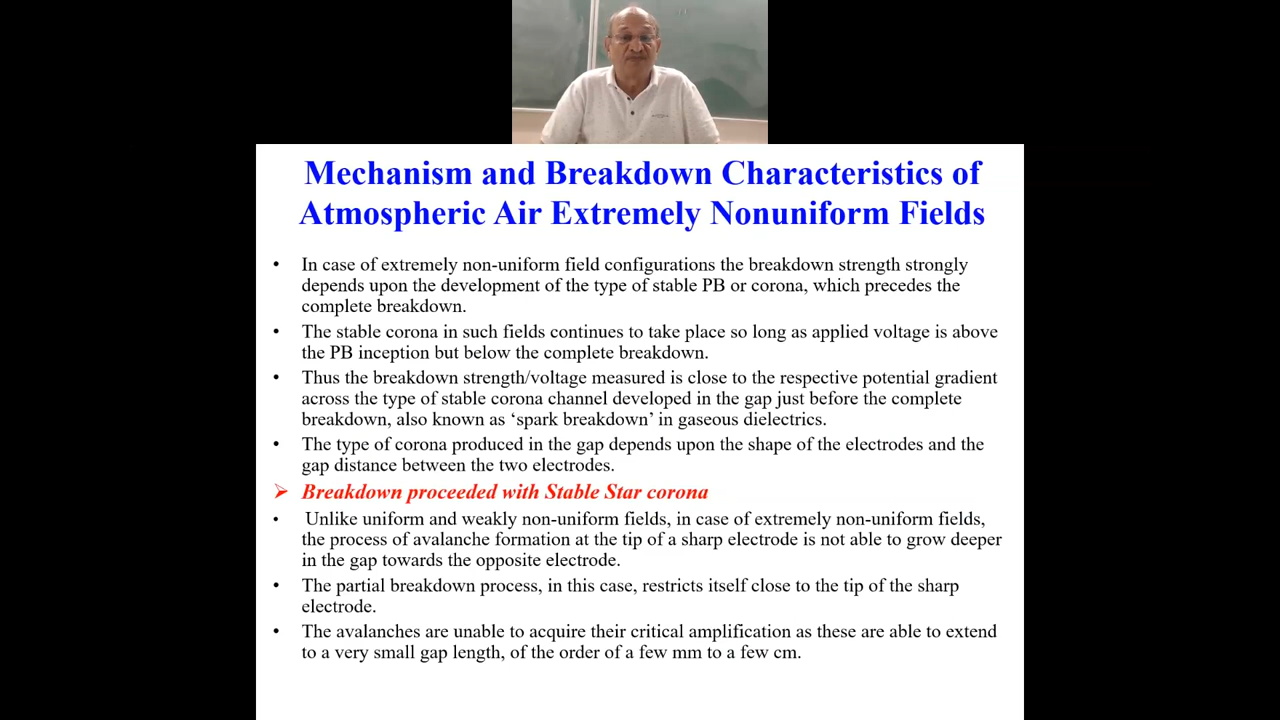 Mechanism and Breakdown Characteristics of
Atmospheric Air Extremely Nonuniform Fields
• In case of extremely non-uniform field configurations the breakdown strength strongly
depends upon the development of the type of stable PB or corona, which precedes the
complete breakdown.
• The stable corona in such fields continues to take place so long as applied voltage is above
the PB inception but below the complete breakdown.
• Thus the breakdown strength/voltage measured is close to the respective potential gradient
across the type of stable corona channel developed in the gap just before the complete
breakdown, also known as ‘spark breakdown’ in gaseous dielectrics.
• The type of corona produced in the gap depends upon the shape of the electrodes and the
gap distance between the two electrodes.
➢ Breakdown proceeded with Stable Star corona
• Unlike uniform and weakly non-uniform fields, in case of extremely non-uniform fields,
the process of avalanche formation at the tip of a sharp electrode is not able to grow deeper
in the gap towards the opposite electrode.
• The partial breakdown process, in this case, restricts itself close to the tip of the sharp
electrode.
• The avalanches are unable to acquire their critical amplification as these are able to extend
to a very small gap length, of the order of a few mm to a few cm.